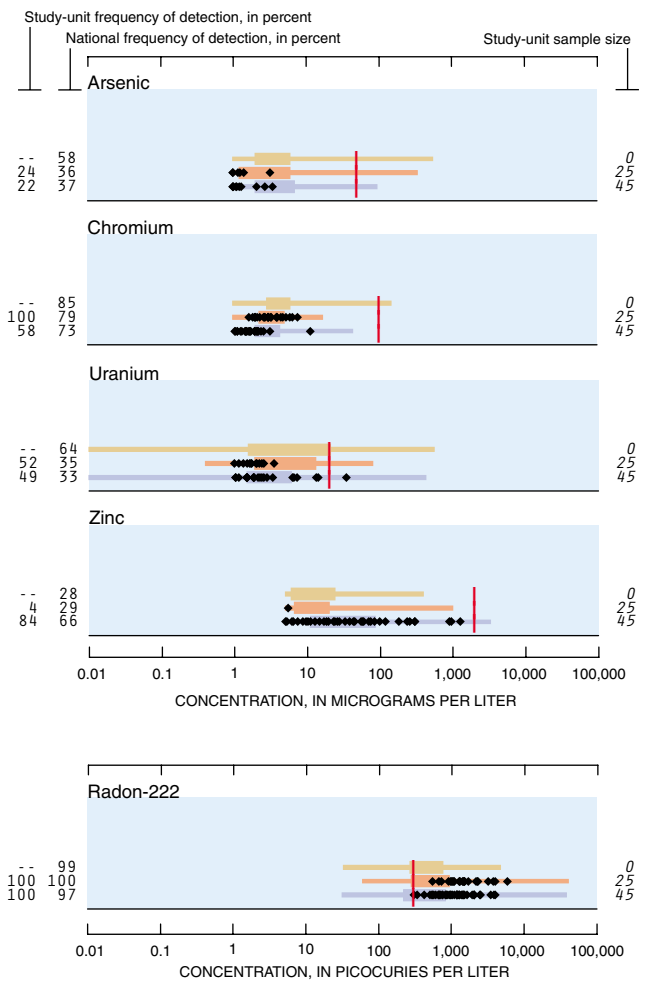 Study-unit frequency of detection, in percent
National frequency of detection, in percent
Study-unit sample size
Arsenic
-- 58 0
24 36 25
22 37 45
Chromium
-- 85 0
100 79 25
58 73 45
Uranium
-- 64 0
52 35 25
49 33 45
Zinc
-- 28 0
4 29 25
84 66 45
0.01 0.1 1 10 100 1,000 10,000 100,000
CONCENTRATION, IN MICROGRAMS PER LITER
Radon-222
-- 99 0
100 100 25
100 97 45
0.01 0.1 1 10 100 1,000 10,000 100,000
CONCENTRATION, IN PICOCURIES PER LITER